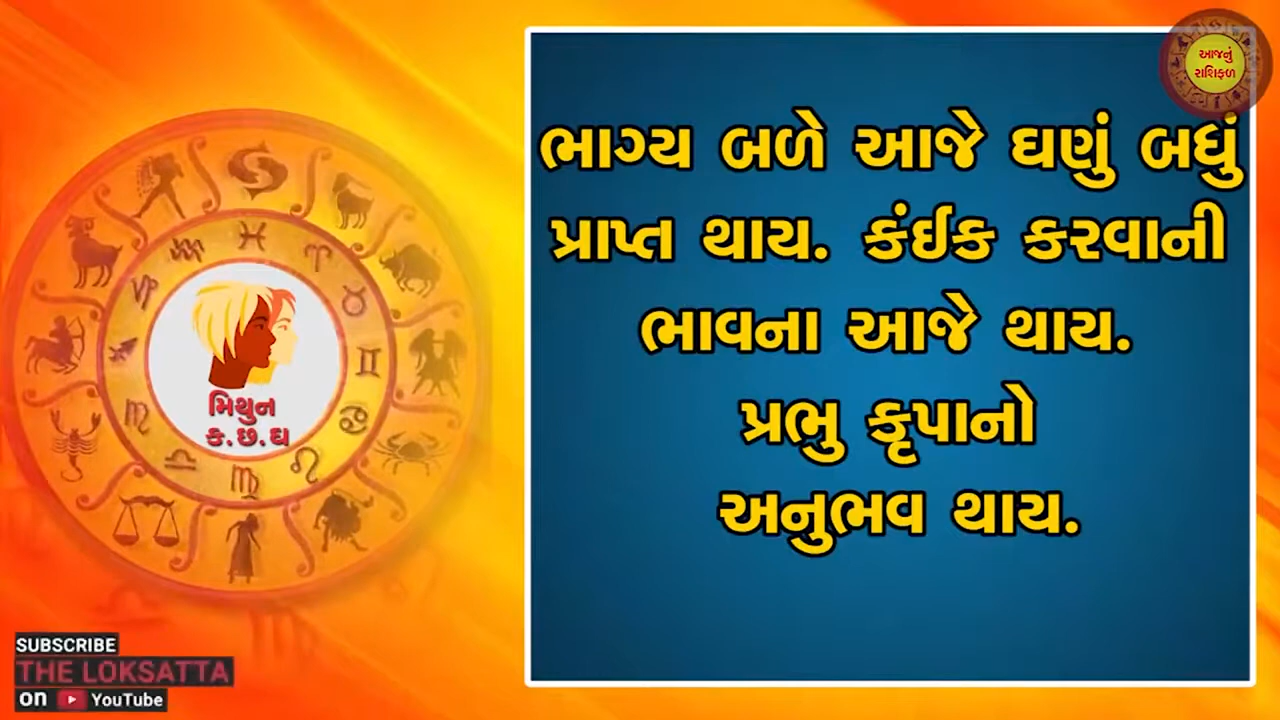 આજનું
રાશિફળ
ભાગ્ય બળે આજે ઘણું બધું
પ્રાપ્ત થાય. કંઈક કરવાની
ભાવના આજે થાય.
પ્રભુ કૃપાનો
અનુભવ થાય.
મિથુન
ક.છ.ઘ
SUBSCRIBE
THE LOKSATTA
on YouTube